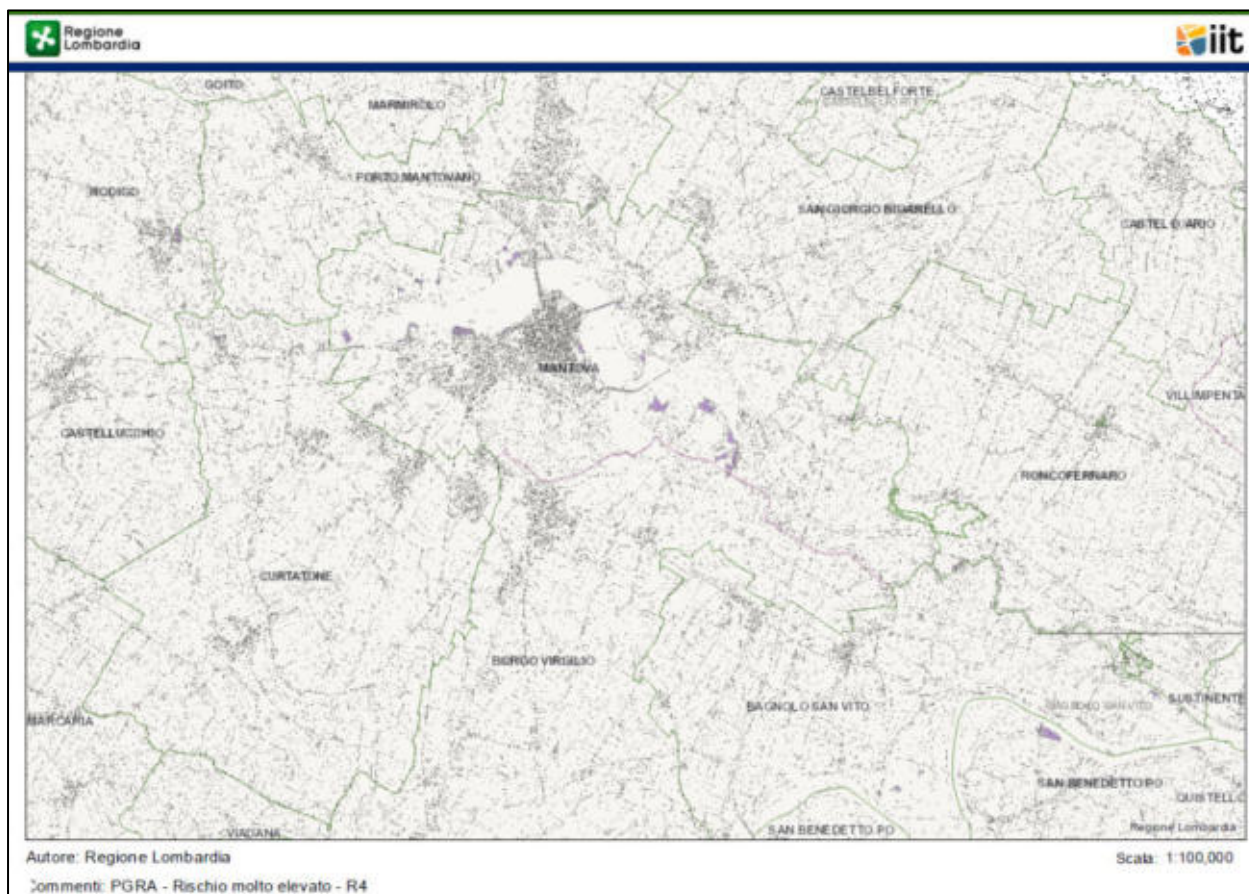 Regione
Lombardia
iit
GOITO
MARMIROLO
CASTELBELFORTE
PORTO MANTOVANO
RODIGO
SAN GIORGIO BIGARELLO
CASTEL D'ARIO
MANTOVA
VILLIMPENTA
CASTELLUCCHIO
RONCOFERRARO
CURTATONE
BORGO VIRGILIO
SUSTINENTE
BAGNOLO SAN VITO
MARCARIA
SAN BENEDETTO PO
QUISTELLO
VIADANA
SAN BENEDETTO PO
Regione Lombardia
Autore: Regione Lombardia
Scala: 1:100,000
Commenti: PGRA - Rischio molto elevato - R4